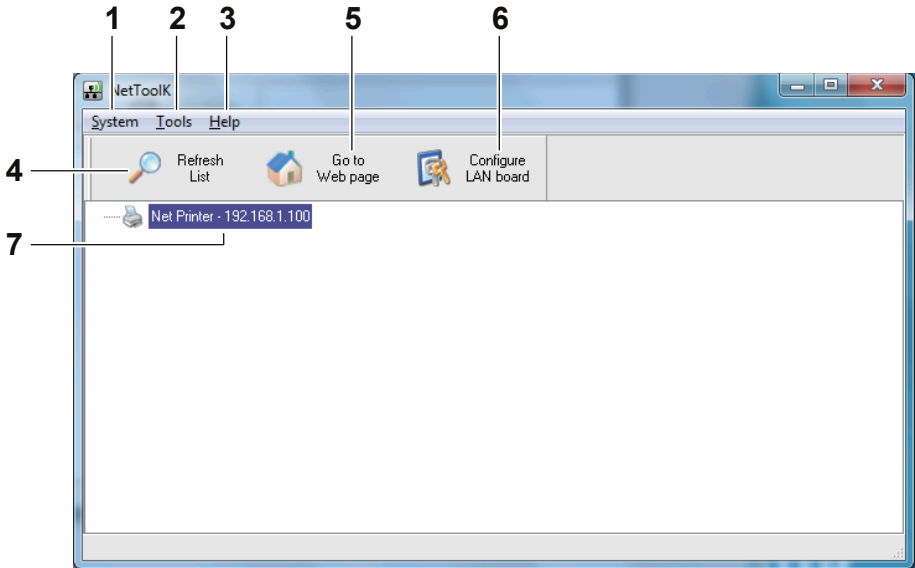 1 2 3 5 6
NetToolK
System Tools Help
4
Refresh
List
Go to
Web page
Configure
LAN board
Net Printer - 192.168.1.100
7